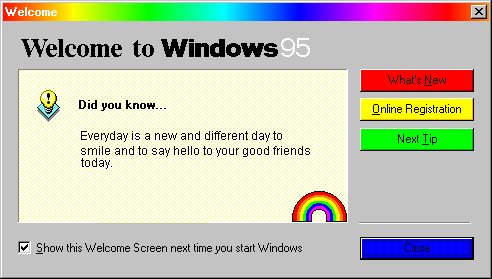 Welcome
Welcome to Windows95
Did you know...
Everyday is a new and different day to
smile and to say hello to your good friends
today.
What's New
Online Registration
Next Tip
Show this Welcome Screen next time you start Windows
Close